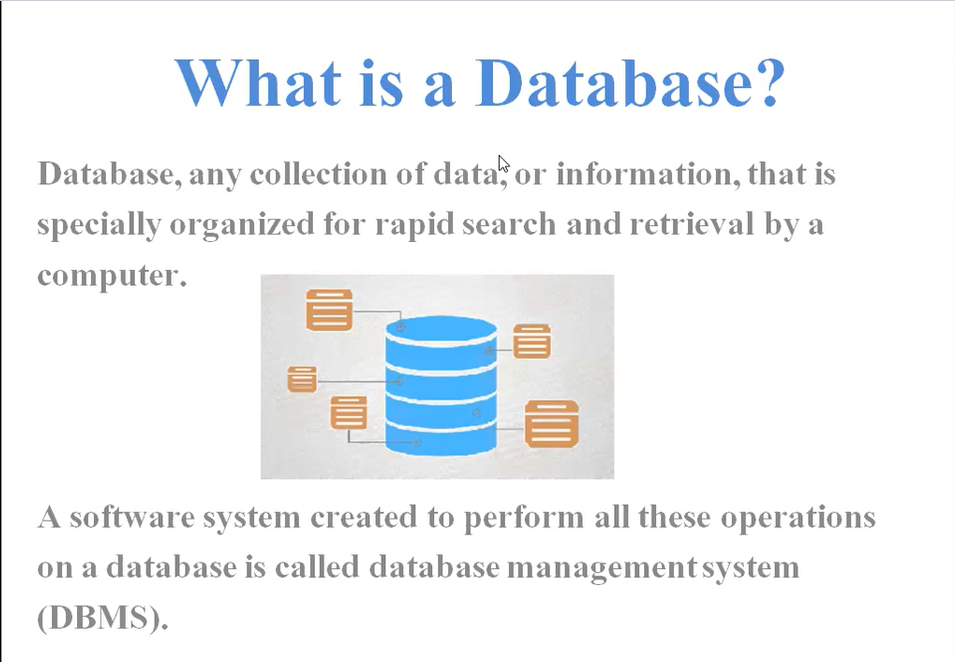 What is a Database?
Database, any collection of data, or information, that is
specially organized for rapid search and retrieval by a
computer.
A software system created to perform all these operations
on a database is called database management system
(DBMS).